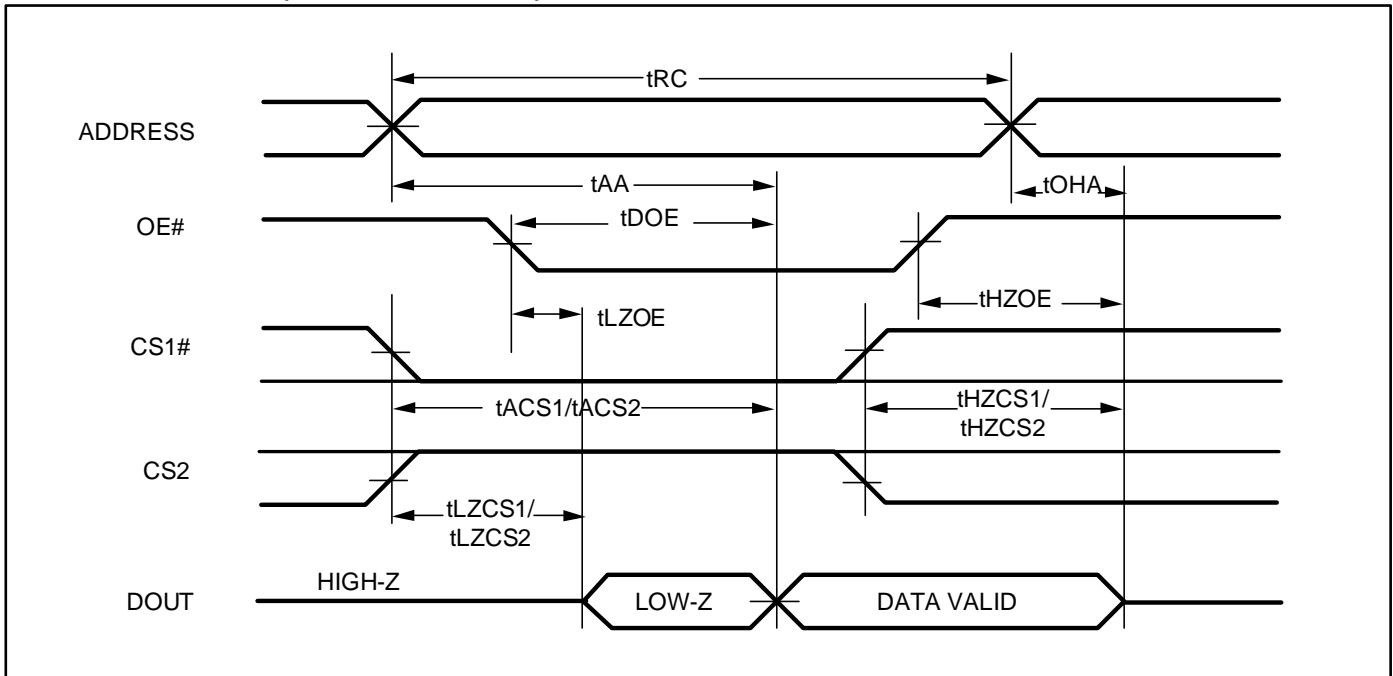 tRC
ADDRESS
tAA
tOHA
tDOE
OE#
tHZOE
tLZOE
CS1#
tACS1/tACS2
tHZCS1/
tHZCS2
CS2
tLZCS1/
tLZCS2
HIGH-Z
DOUT
LOW-Z
DATA VALID